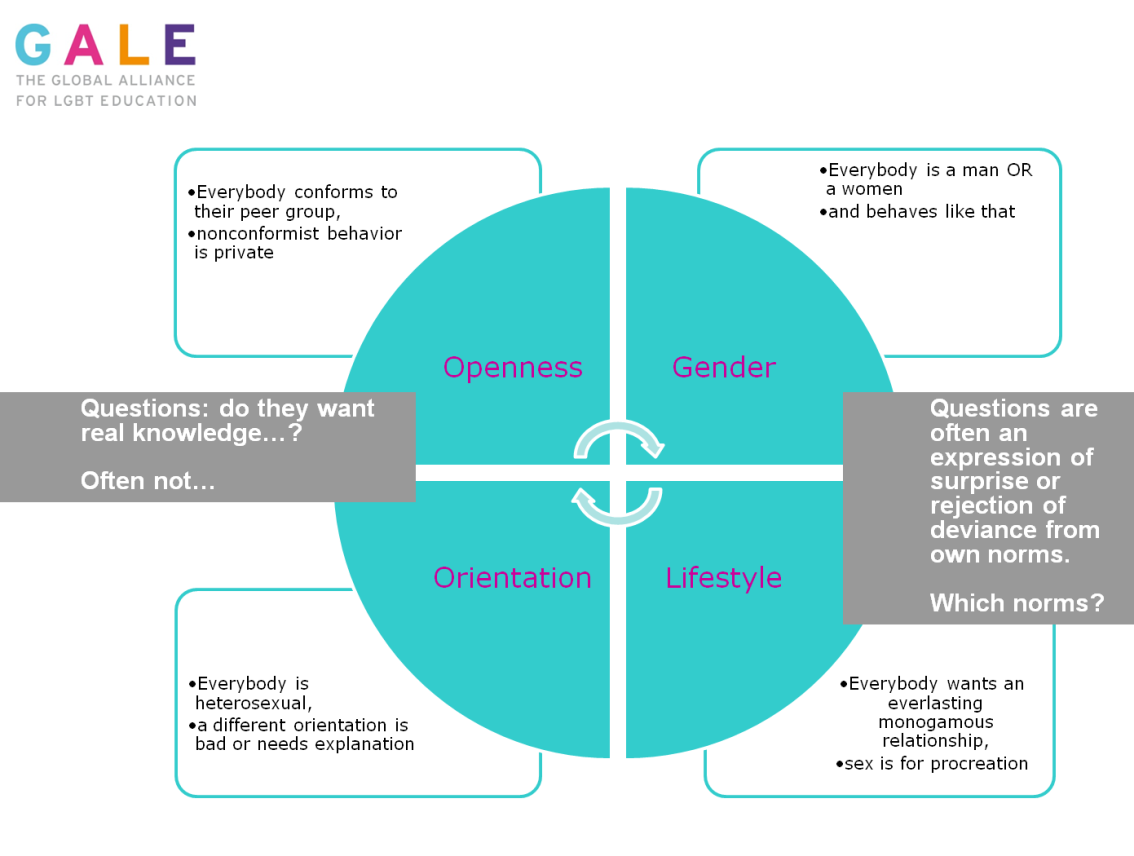 GALE
THE GLOBAL ALLIANCE
FOR LGBT EDUCATION
•Everybody conforms to
their peer group,
•nonconformist behavior
is private
•Everybody is a man OR
a women
•and behaves like that
Openness
Gender
Questions: do they want
real knowledge...?
Often not...
Questions are
often an
expression of
surprise or
rejection of
deviance from
own norms.
Which norms?
Orientation
Lifestyle
•Everybody is
heterosexual,
•a different orientation is
bad or needs explanation
•Everybody wants an
everlasting
monogamous
relationship,
•sex is for procreation